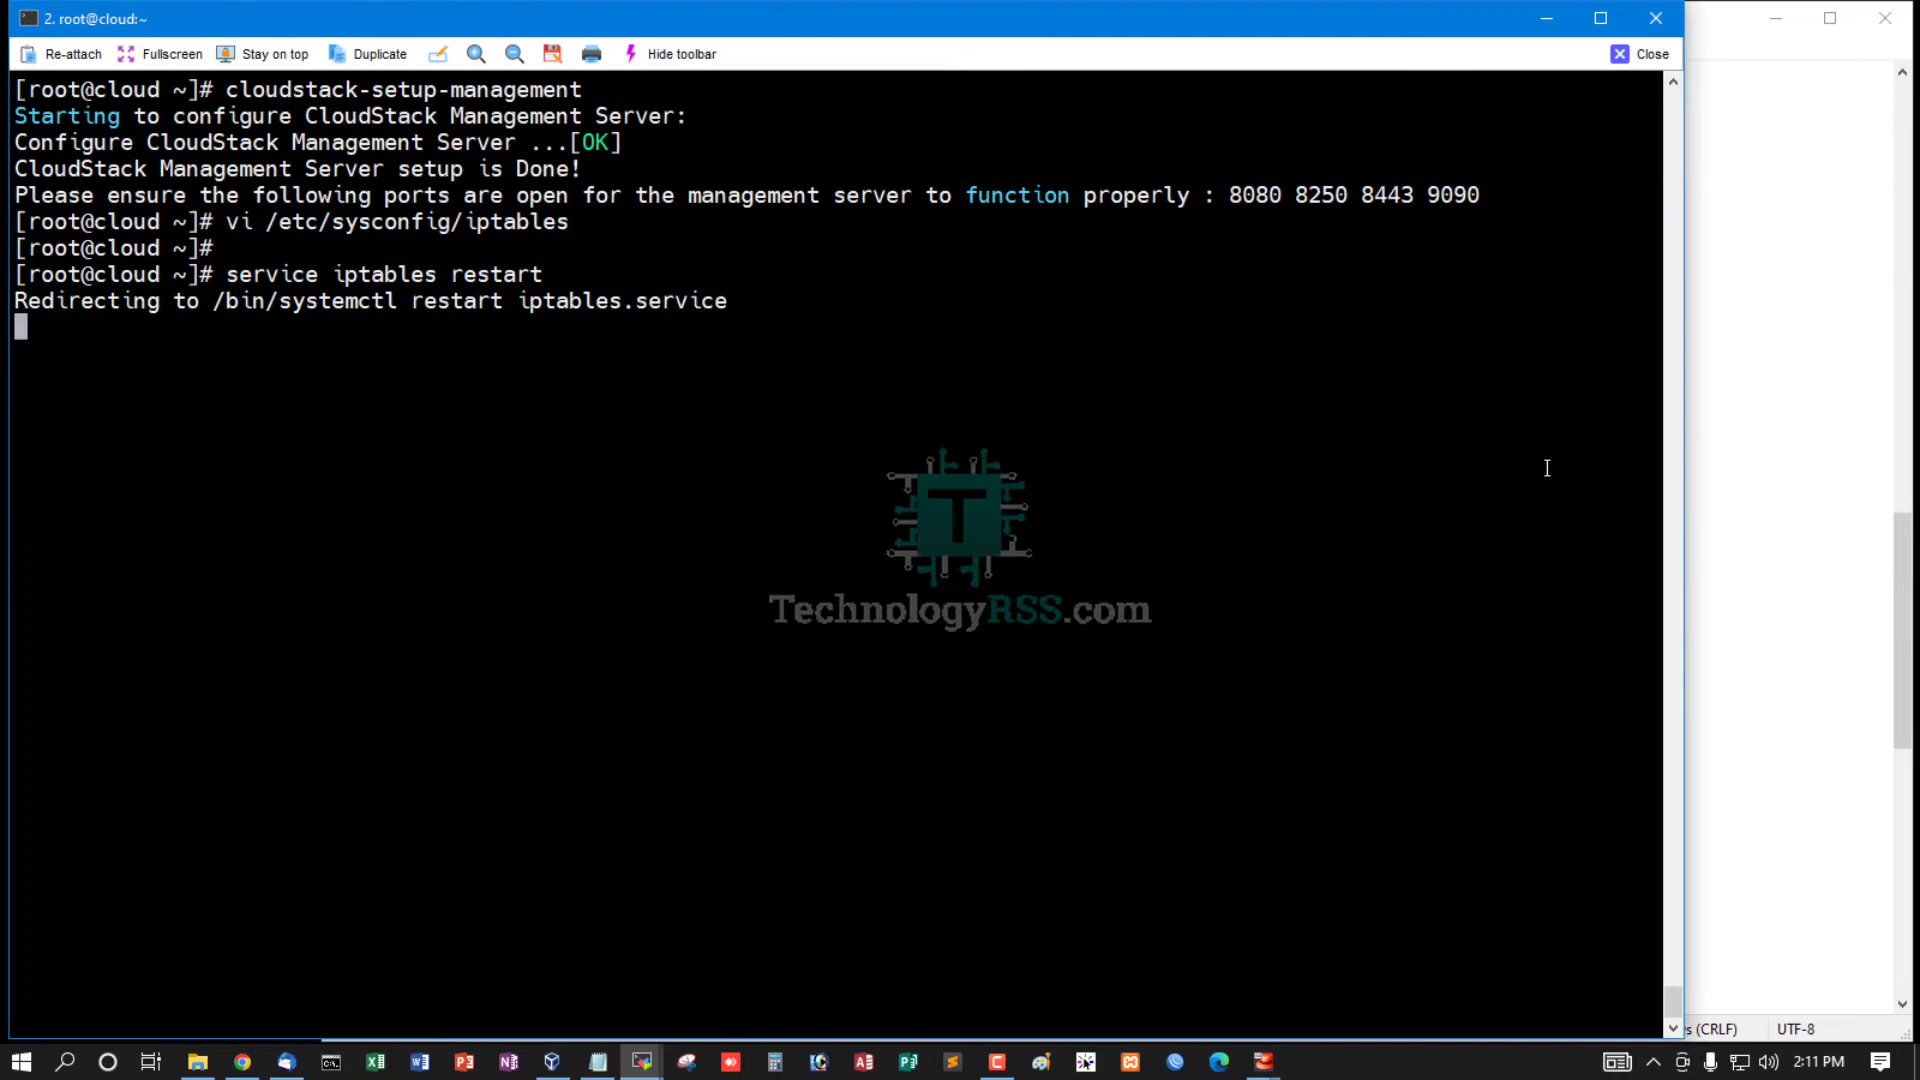 2. root@cloud:~
Re-attach Fullscreen Stay on top Duplicate Hide toolbar Close
[root@cloud ~]# cloudstack-setup-management
Starting to configure CloudStack Management Server:
Configure CloudStack Management Server ...[OK]
CloudStack Management Server setup is Done!
Please ensure the following ports are open for the management server to function properly : 8080 8250 8443 9090
[root@cloud ~]# vi /etc/sysconfig/iptables
[root@cloud ~]#
[root@cloud ~]# service iptables restart
Redirecting to /bin/systemctl restart iptables.service
T
TechnologyRSS.com
s (CRLF) UTF-8
2:11 PM